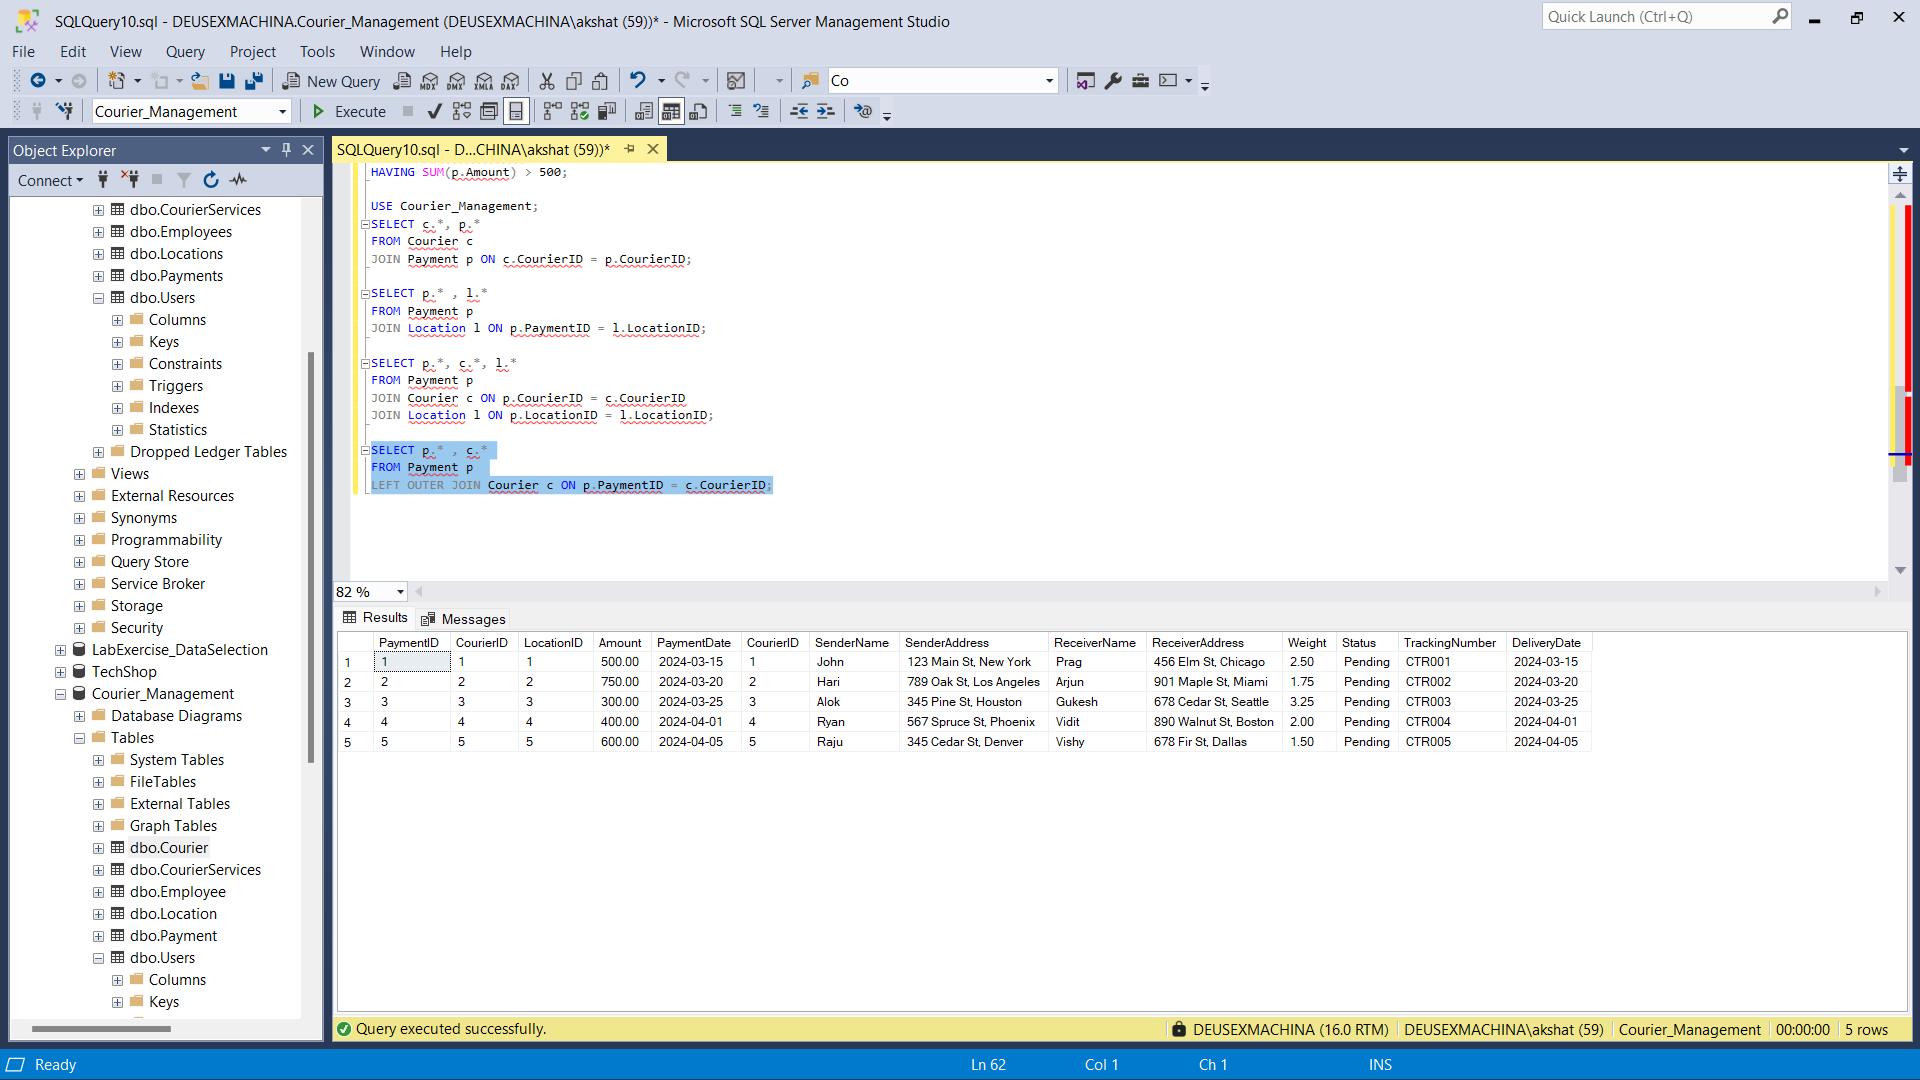 SQLQuery10.sql - DEUSEXMACHINA.Courier_Management (DEUSEXMACHINA\akshat (59))* - Microsoft SQL Server Management Studio
Quick Launch (Ctrl+Q)
File Edit View Query Project Tools Window Help
New Query
MDX DMX XMLA DAX
Co
Courier_Management
Execute
Object Explorer
SQLQuery10.sql - D...CHINA\akshat (59))*
Connect
dbo.CourierServices
dbo.Employees
dbo.Locations
dbo.Payments
dbo.Users
Columns
Keys
Constraints
Triggers
Indexes
Statistics
Dropped Ledger Tables
Views
External Resources
Synonyms
Programmability
Query Store
Service Broker
Storage
Security
LabExercise_DataSelection
TechShop
Courier_Management
Database Diagrams
Tables
System Tables
FileTables
External Tables
Graph Tables
dbo.Courier
dbo.CourierServices
dbo.Employee
dbo.Location
dbo.Payment
dbo.Users
Columns
Keys
HAVING SUM(p.Amount) > 500;
USE Courier_Management;
SELECT c.*, p.*
FROM Courier c
JOIN Payment p ON c.CourierID = p.CourierID;
SELECT p.* , l.*
FROM Payment p
JOIN Location l ON p.PaymentID = l.LocationID;
SELECT p.*, c.*, l.*
FROM Payment p
JOIN Courier c ON p.CourierID = c.CourierID
JOIN Location l ON p.LocationID = l.LocationID;
SELECT p.* , c.*
FROM Payment p
LEFT OUTER JOIN Courier c ON p.PaymentID = c.CourierID;
82 %
Results Messages
PaymentID CourierID LocationID Amount PaymentDate CourierID SenderName SenderAddress ReceiverName ReceiverAddress Weight Status TrackingNumber DeliveryDate
1 1 1 1 500.00 2024-03-15 1 John 123 Main St, New York Prag 456 Elm St, Chicago 2.50 Pending CTR001 2024-03-15
2 2 2 2 750.00 2024-03-20 2 Hari 789 Oak St, Los Angeles Arjun 901 Maple St, Miami 1.75 Pending CTR002 2024-03-20
3 3 3 3 300.00 2024-03-25 3 Alok 345 Pine St, Houston Gukesh 678 Cedar St, Seattle 3.25 Pending CTR003 2024-03-25
4 4 4 4 400.00 2024-04-01 4 Ryan 567 Spruce St, Phoenix Vidit 890 Walnut St, Boston 2.00 Pending CTR004 2024-04-01
5 5 5 5 600.00 2024-04-05 5 Raju 345 Cedar St, Denver Vishy 678 Fir St, Dallas 1.50 Pending CTR005 2024-04-05
Query executed successfully.
DEUSEXMACHINA (16.0 RTM) DEUSEXMACHINA\akshat (59) Courier_Management 00:00:00 5 rows
Ready Ln 62 Col 1 Ch 1 INS